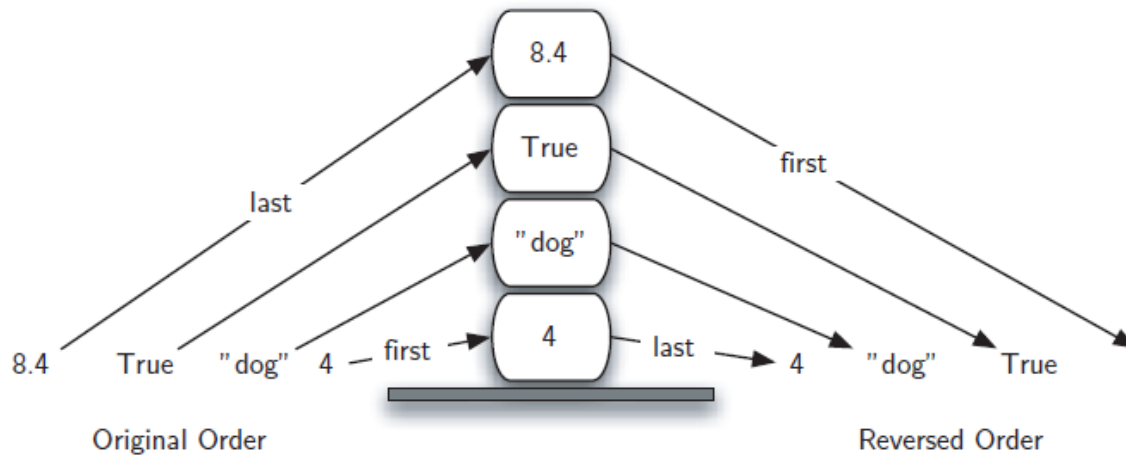 8.4
True
first
last
"dog"
4
8.4 True "dog" 4 first last 4 "dog" True
Original Order Reversed Order